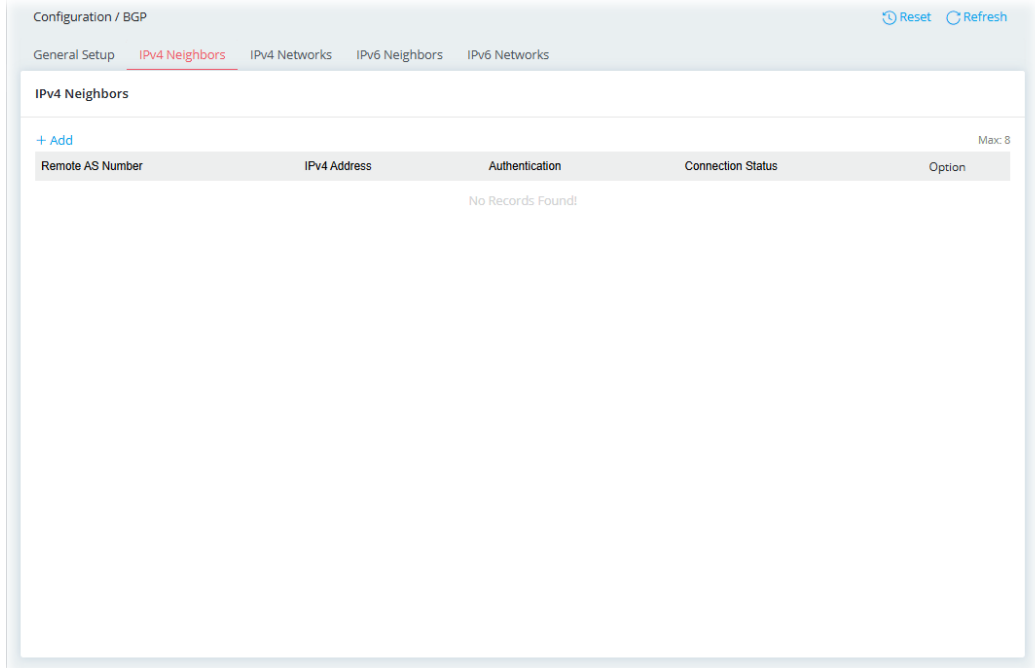 Configuration / BGP Reset Refresh
General Setup IPv4 Neighbors IPv4 Networks IPv6 Neighbors IPv6 Networks
IPv4 Neighbors
+ Add Max: 8
Remote AS Number IPv4 Address Authentication Connection Status Option
No Records Found!